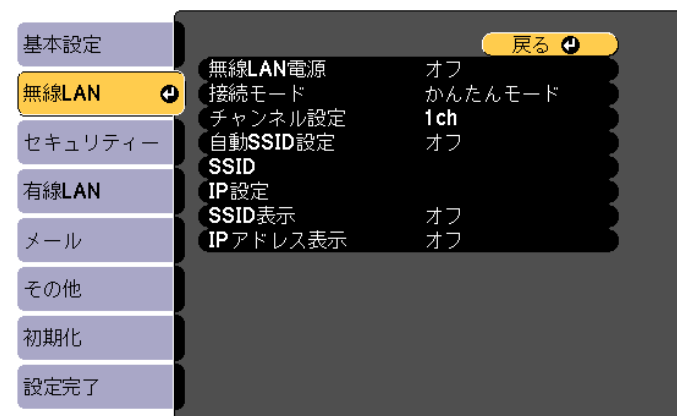 基本設定
無線LAN
セキュリティー
有線LAN
メール
その他
初期化
設定完了
戻る
無線LAN電源 オフ
接続モード かんたんモード
チャンネル設定 1ch
自動SSID設定 オフ
SSID
IP設定
SSID表示 オフ
IPアドレス表示 オフ